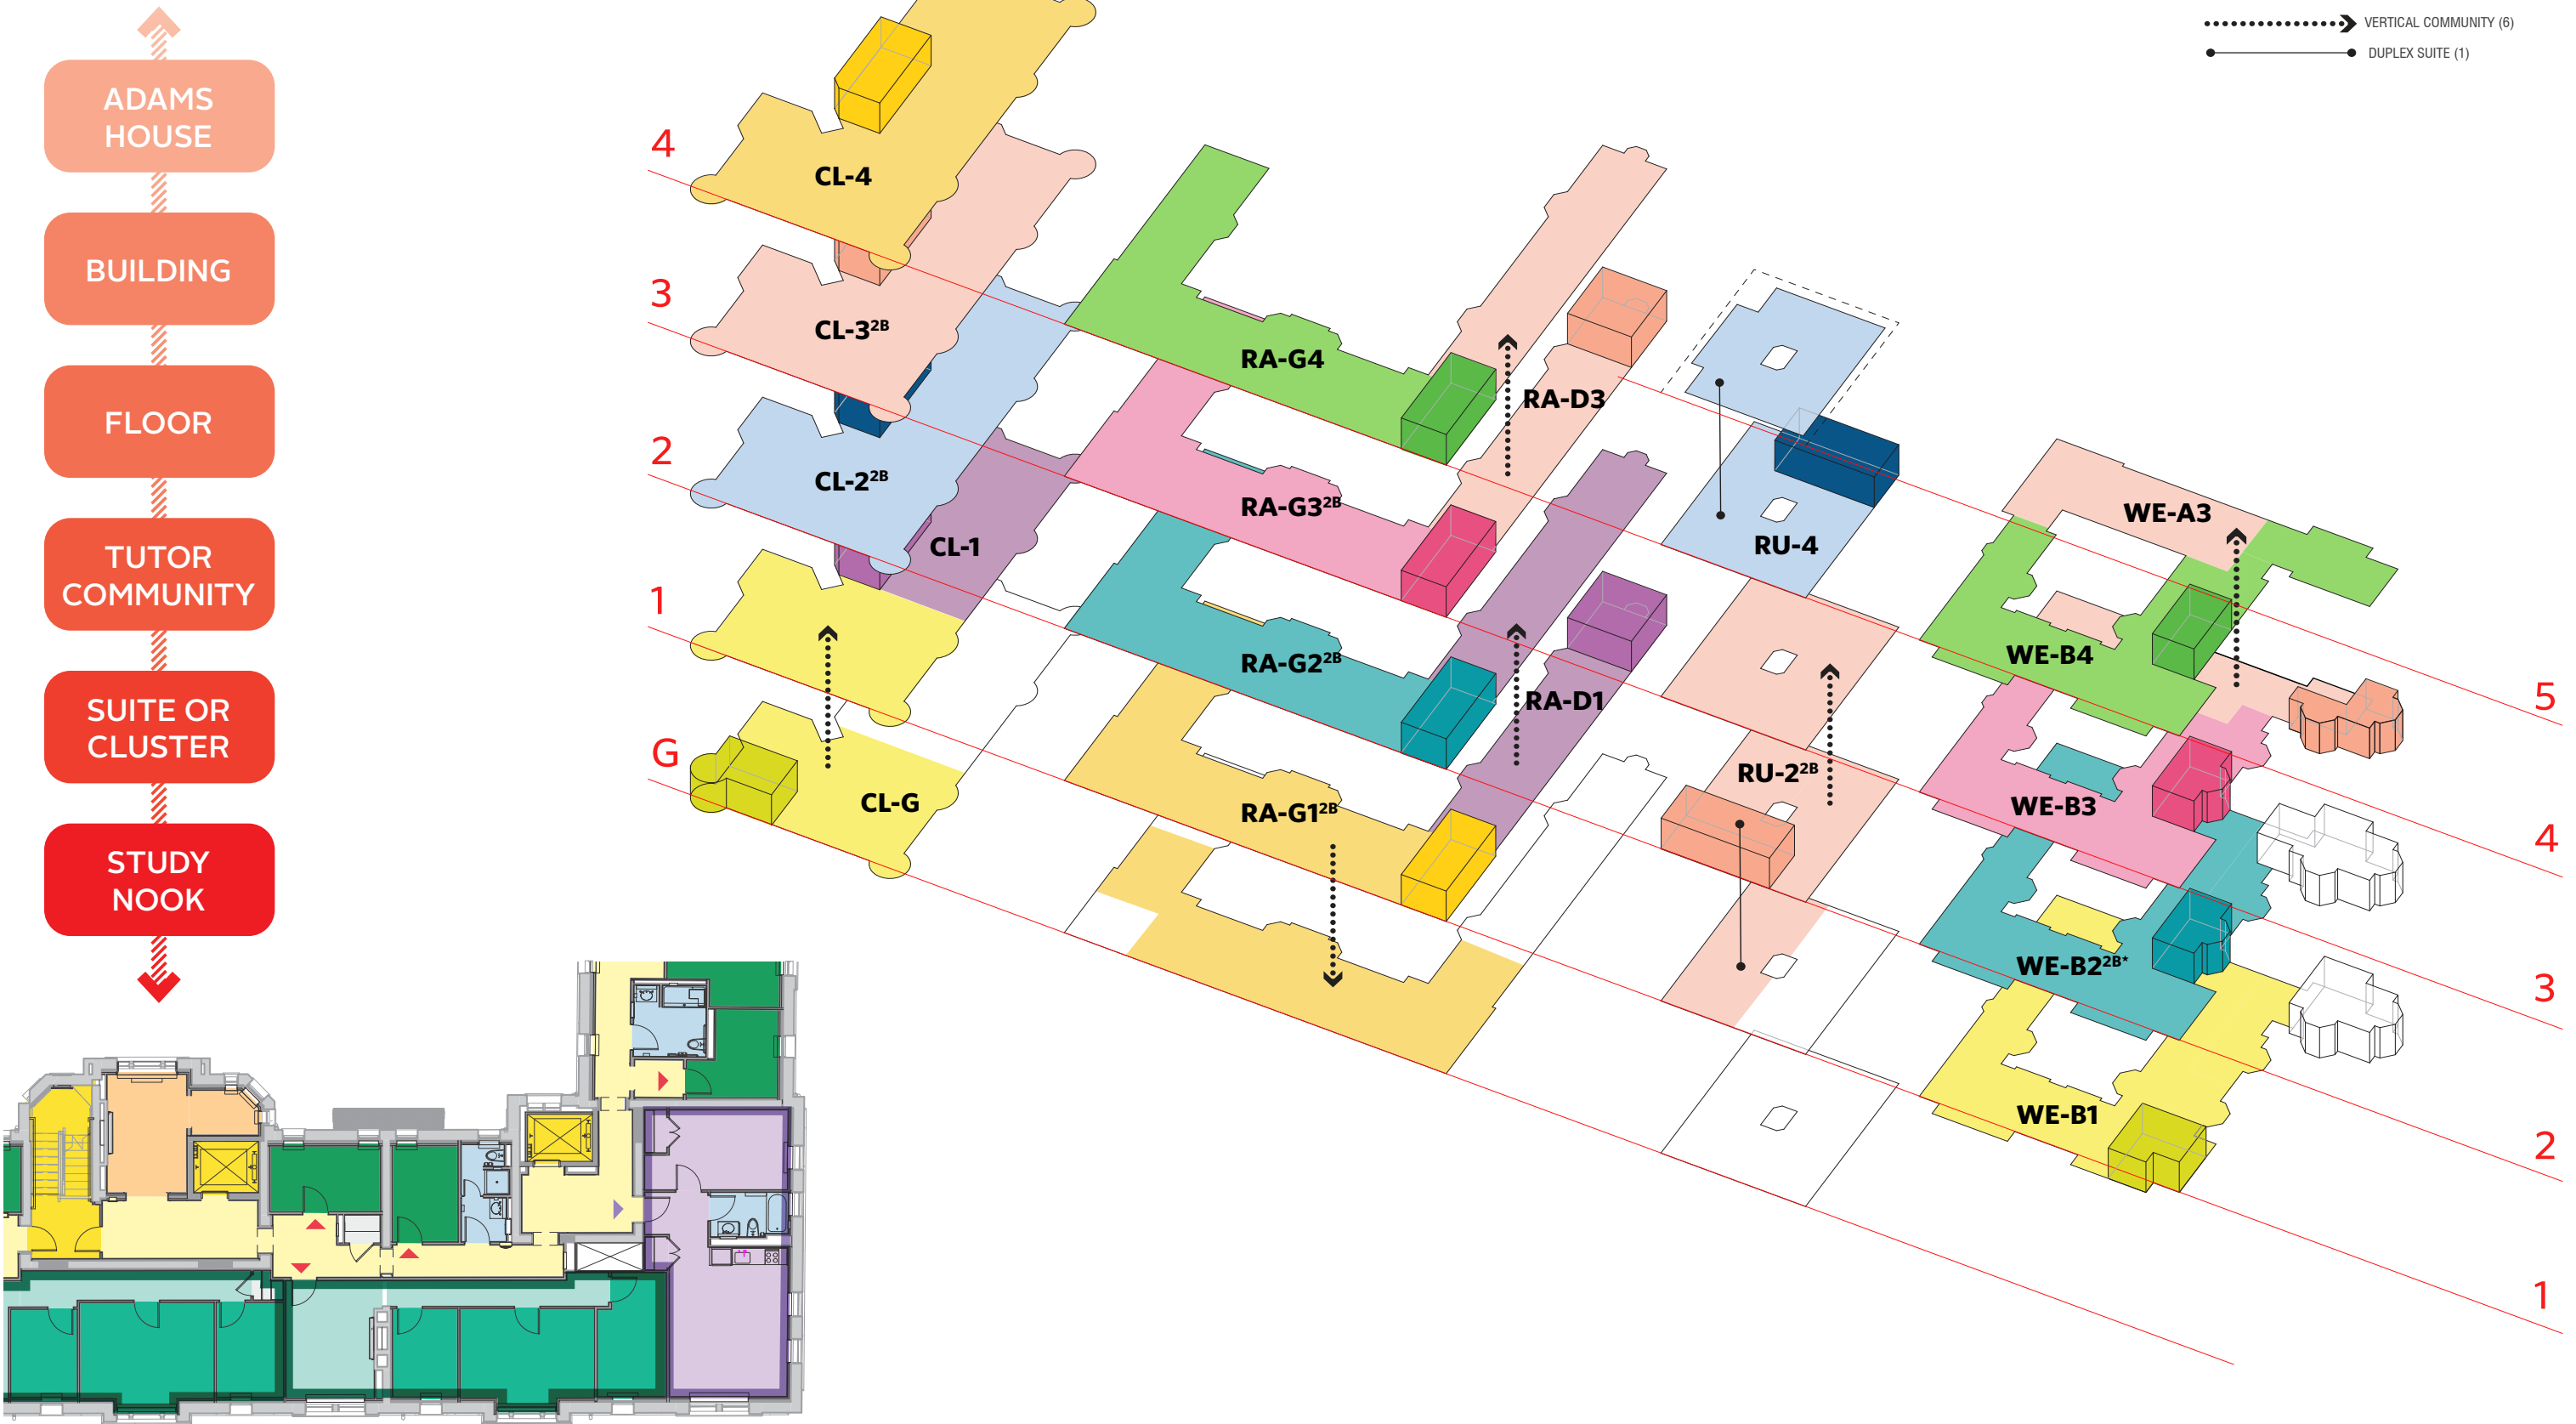 ADAMS
HOUSE
BUILDING
FLOOR
TUTOR
COMMUNITY
SUITE OR
CLUSTER
STUDY
NOOK
VERTICAL COMMUNITY (6)
DUPLEX SUITE (1)
4
3
2
1
G
CL-4
CL-3²ᴮ
CL-2²ᴮ
CL-1
CL-G
RA-G4
RA-G3²ᴮ
RA-G2²ᴮ
RA-G1²ᴮ
RA-D3
RA-D1
RU-4
RU-2²ᴮ
WE-A3
WE-B4
WE-B3
WE-B2²ᴮ*
WE-B1
5
4
3
2
1